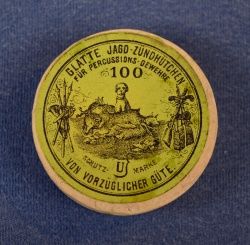 GLATTE JAGD-ZÜNDHÜTCHEN
FÜR PERCUSSIONS-GEWEHRE
100
SCHUTZ-MARKE
U
VON VORZÜGLICHER GÜTE